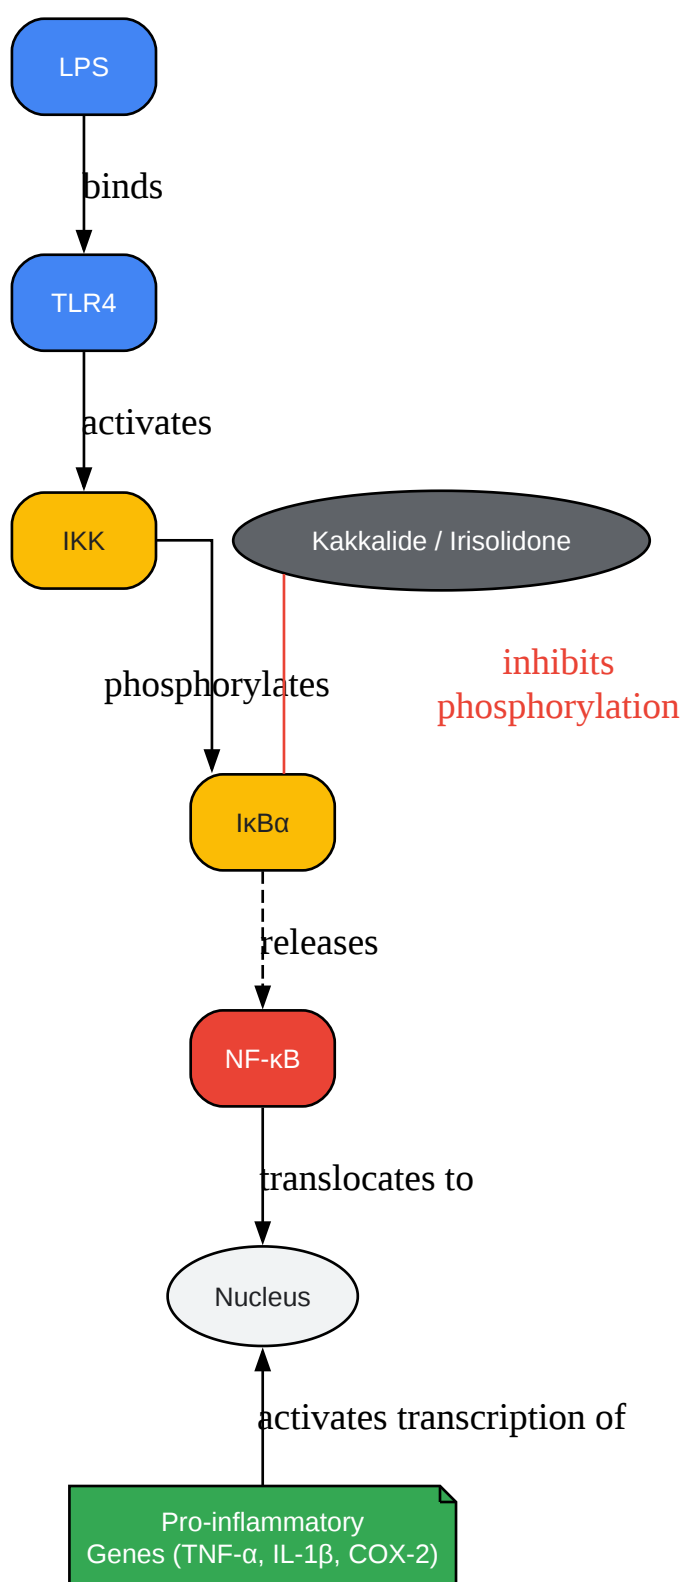 LPS
binds
TLR4
activates
IKK
Kakkalide / Irisolidone
phosphorylates
inhibits
phosphorylation
IκBα
releases
NF-κB
translocates to
Nucleus
activates transcription of
Pro-inflammatory
Genes (TNF-α, IL-1β, COX-2)